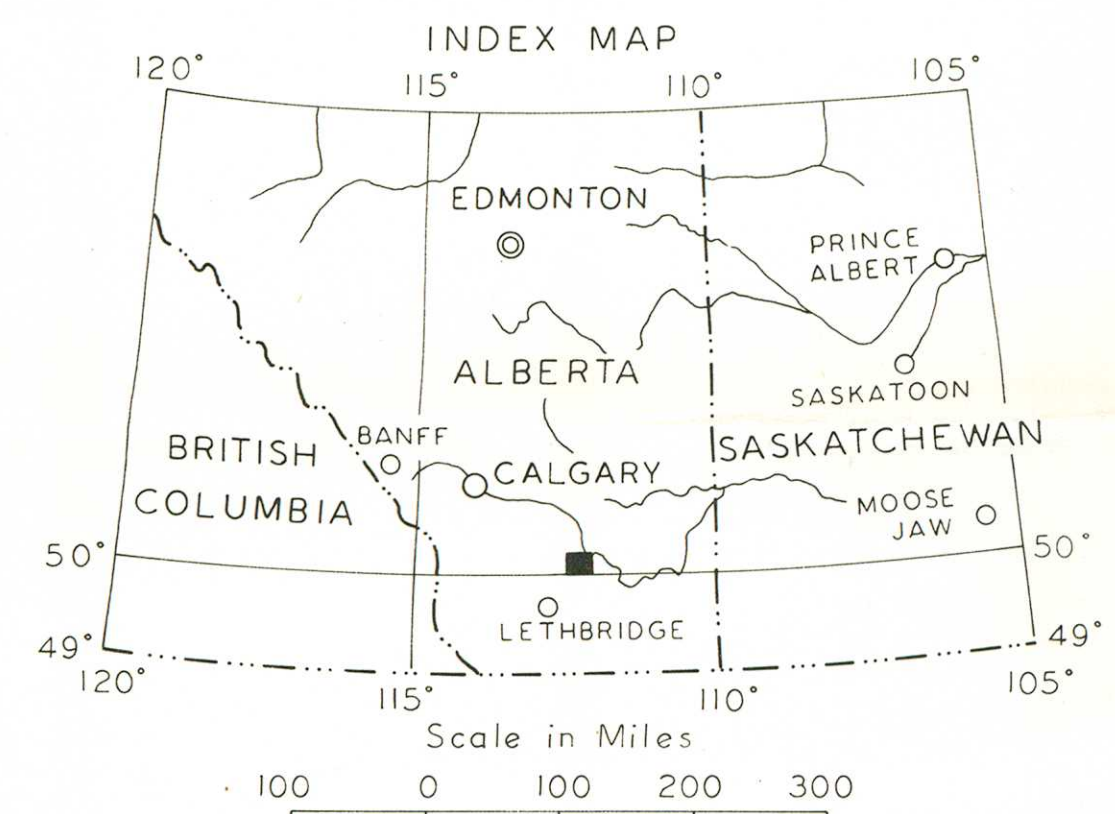 INDEX MAP
120° 115° 110° 105°
EDMONTON
PRINCE
ALBERT
ALBERTA
SASKATOON
BANFF
SASKATCHEWAN
BRITISH
COLUMBIA
CALGARY
MOOSE
JAW
50° 50°
LETHBRIDGE
49° 49°
120° 115° 110° 105°
Scale in Miles
100 0 100 200 300